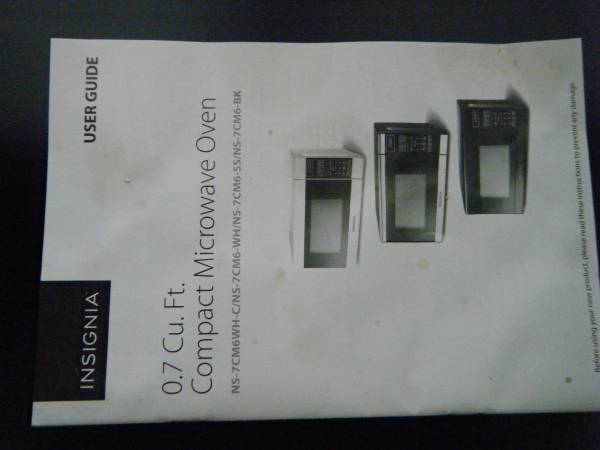 USER GUIDE
INSIGNIA
0.7 Cu. Ft.
Compact Microwave Oven
NS-7CM6WH-C/NS-7CM6-WH/NS-7CM6-SS/NS-7CM6-BK
Before using your new product, please read these instructions to prevent any damage.